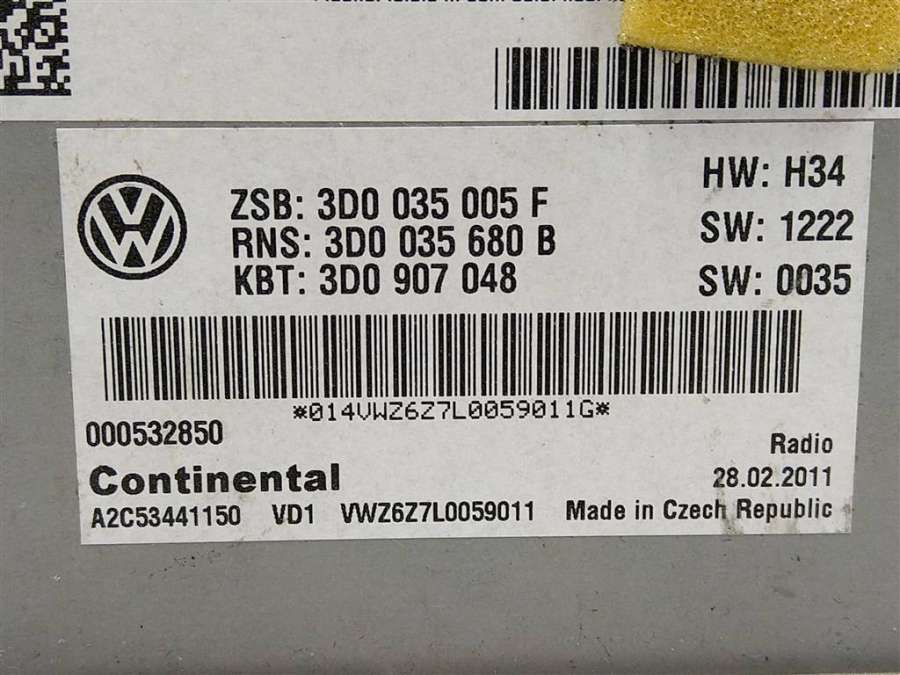 ZSB: 3D0 035 005 F
RNS: 3D0 035 680 B
KBT: 3D0 907 048
HW: H34
SW: 1222
SW: 0035
*014VWZ6Z7L0059011G*
000532850
Radio
Continental
28.02.2011
A2C53441150 VD1 VWZ6Z7L0059011 Made in Czech Republic